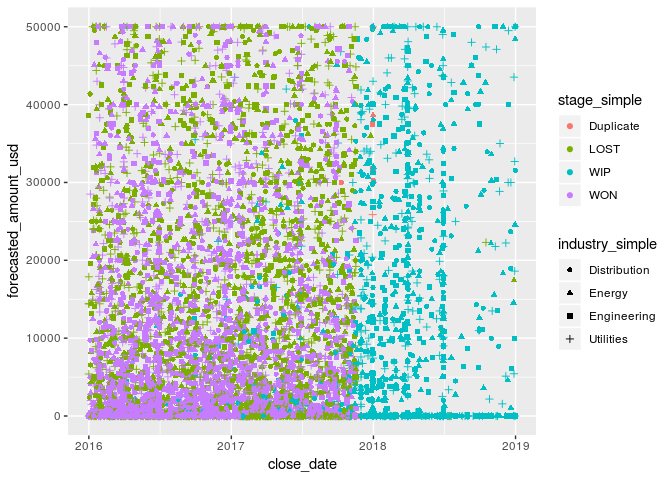 50000
40000
30000
20000
10000
0
forecasted_amount_usd
2016
2017
2018
2019
close_date
stage_simple
Duplicate
LOST
WIP
WON
industry_simple
Distribution
Energy
Engineering
Utilities